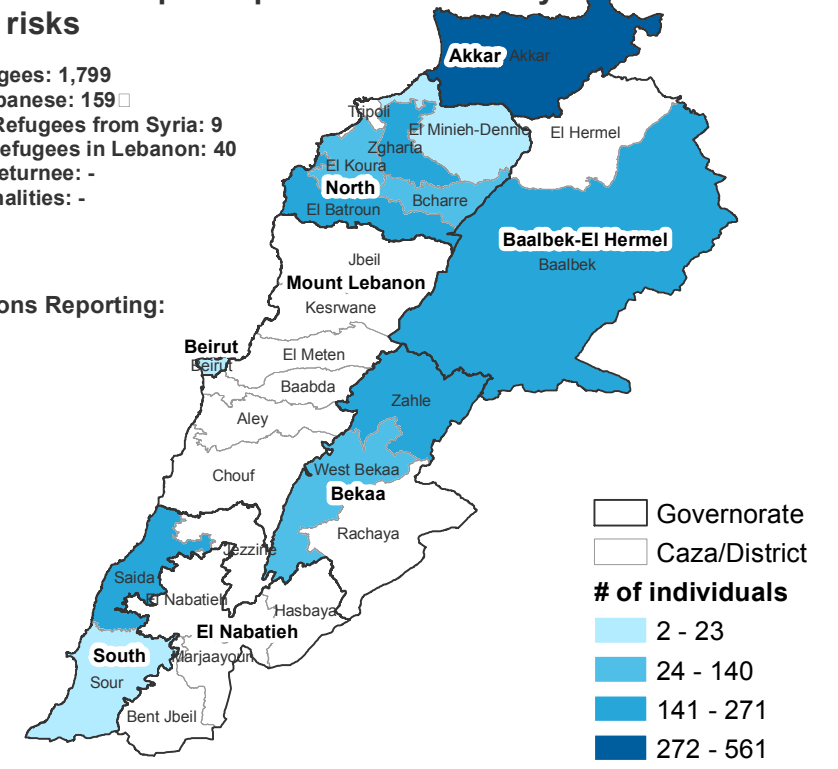 risks
gees: 1,799
banese: 159□
Refugees from Syria: 9
efugees in Lebanon: 40
eturnee: -
nalities: -
ons Reporting:
Akkar
Akkar
Tripoli
El Minieh-Dennie
El Hermel
Zgharta
El Koura
North
Bcharre
El Batroun
Baalbek-El Hermel
Baalbek
Jbeil
Mount Lebanon
Kesrwane
Beirut
Beirut
El Meten
Baabda
Zahle
Aley
Chouf
West Bekaa
Bekaa
Rachaya
Jezzine
Saida
El Nabatieh
Hasbaya
El Nabatieh
South
Marjaayoun
Sour
Bent Jbeil
Governorate
Caza/District
# of individuals
2 - 23
24 - 140
141 - 271
272 - 561